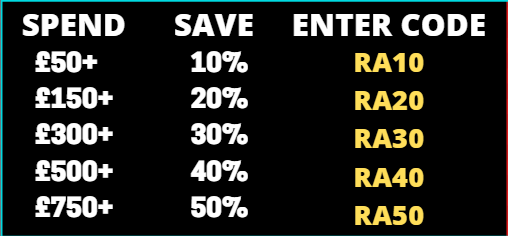 SPEND SAVE ENTER CODE
£50+ 10% RA10
£150+ 20% RA20
£300+ 30% RA30
£500+ 40% RA40
£750+ 50% RA50